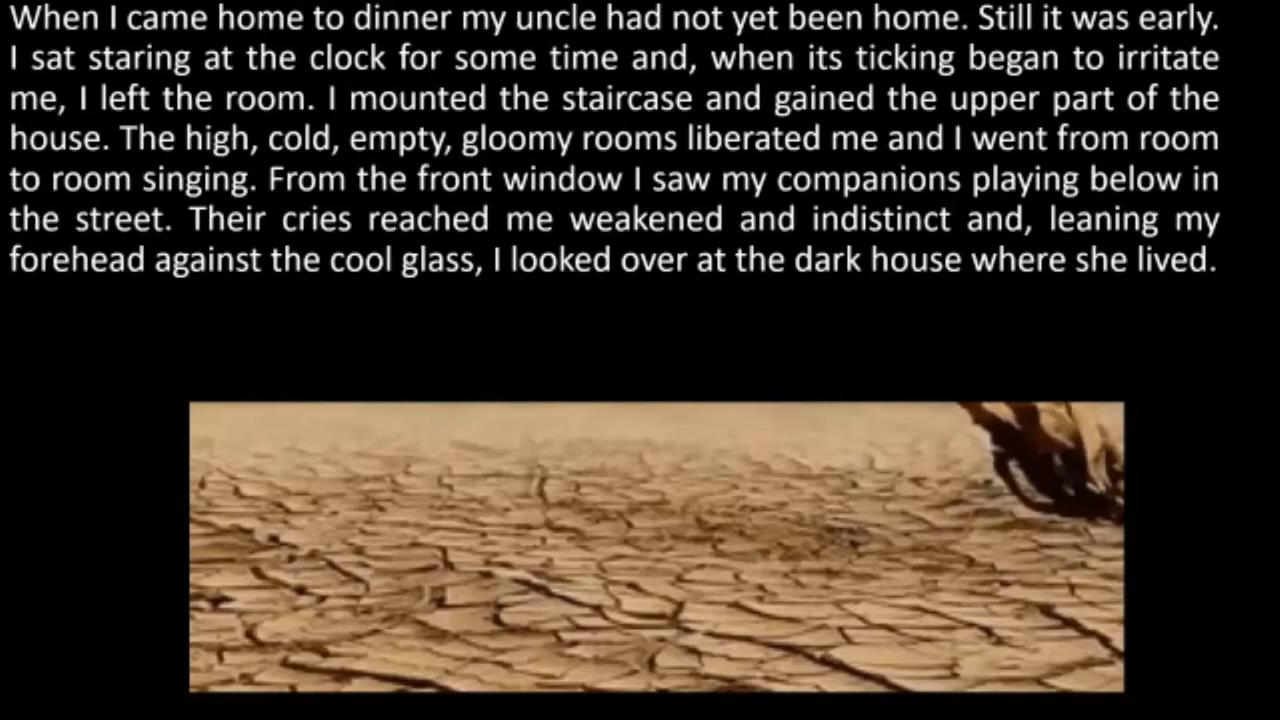 When I came home to dinner my uncle had not yet been home. Still it was early.
I sat staring at the clock for some time and, when its ticking began to irritate
me, I left the room. I mounted the staircase and gained the upper part of the
house. The high, cold, empty, gloomy rooms liberated me and I went from room
to room singing. From the front window I saw my companions playing below in
the street. Their cries reached me weakened and indistinct and, leaning my
forehead against the cool glass, I looked over at the dark house where she lived.